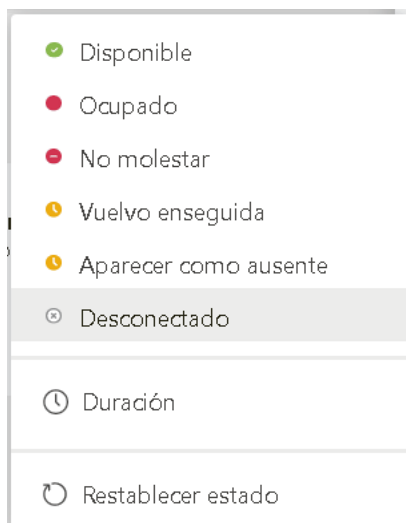 Disponible
Ocupado
No molestar
Vuelvo enseguida
Aparecer como ausente
Desconectado
Duración
Restablecer estado